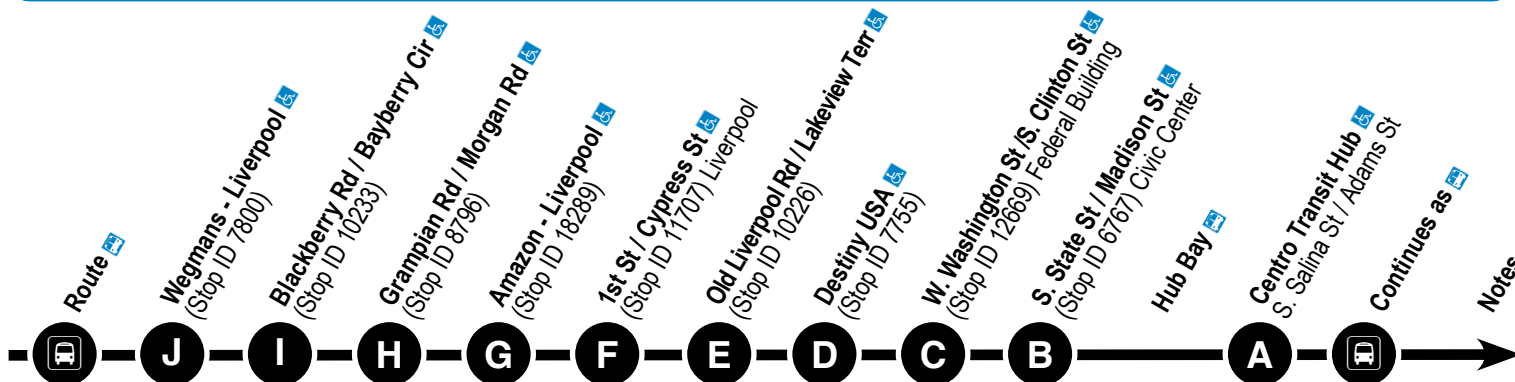 Route
Wegmans - Liverpool
(Stop ID 7800)
Blackberry Rd / Bayberry Cir
(Stop ID 10233)
Grampian Rd / Morgan Rd
(Stop ID 8796)
Amazon - Liverpool
(Stop ID 18289)
1st St / Cypress St
(Stop ID 11707) Liverpool
Old Liverpool Rd / Lakeview Terr
(Stop ID 10226)
Destiny USA
(Stop ID 7755)
W. Washington St /S. Clinton St
(Stop ID 12669) Federal Building
S. State St / Madison St
(Stop ID 6767) Civic Center
Hub Bay
Centro Transit Hub
S. Salina St / Adams St
Continues as
Notes
J I H G F E D C B A